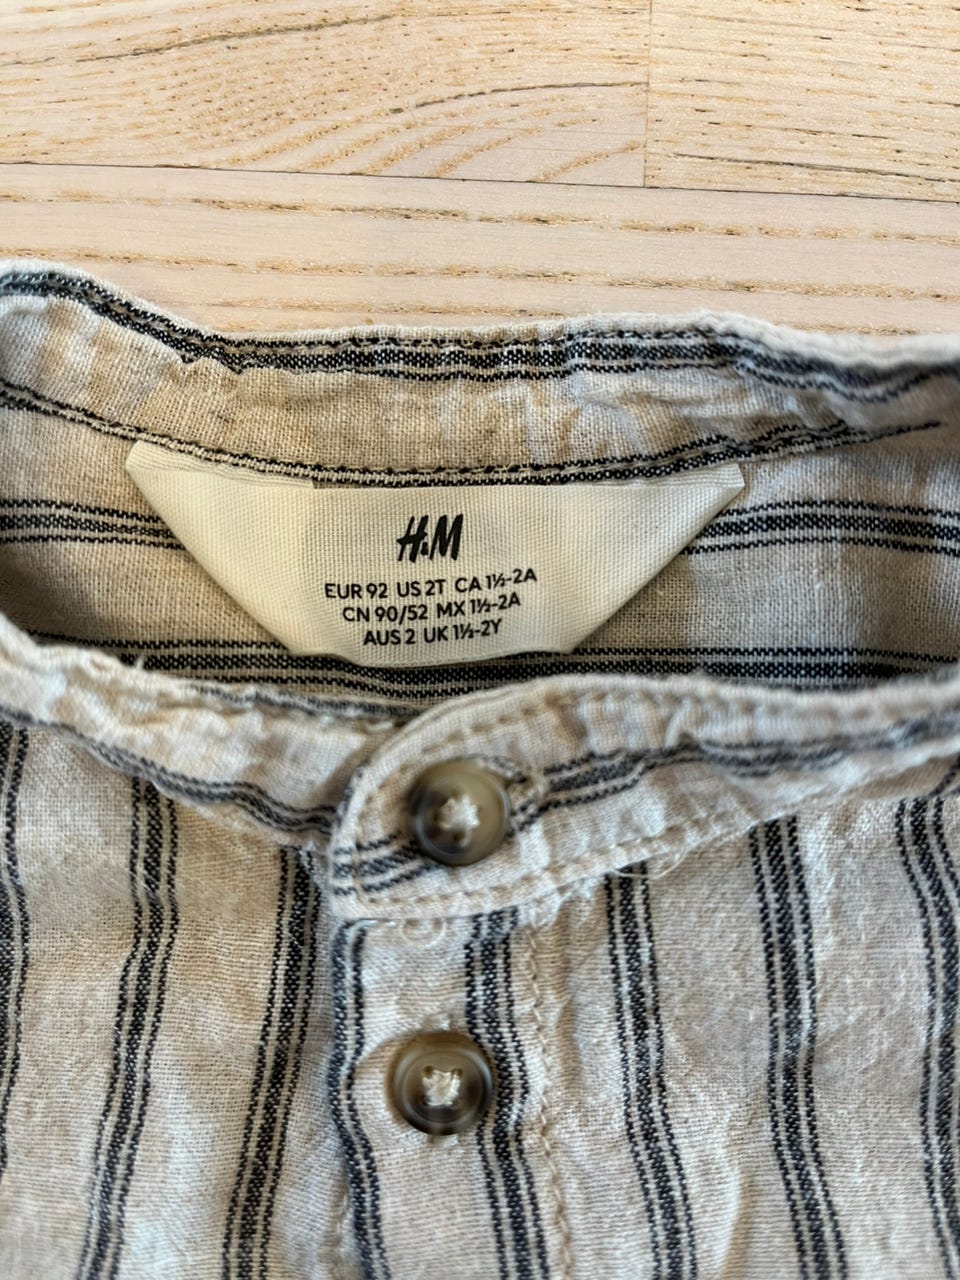 H&M
EUR 92 US 2T CA 1½-2A
CN 90/52 MX 1½-2A
AUS 2 UK 1½-2Y